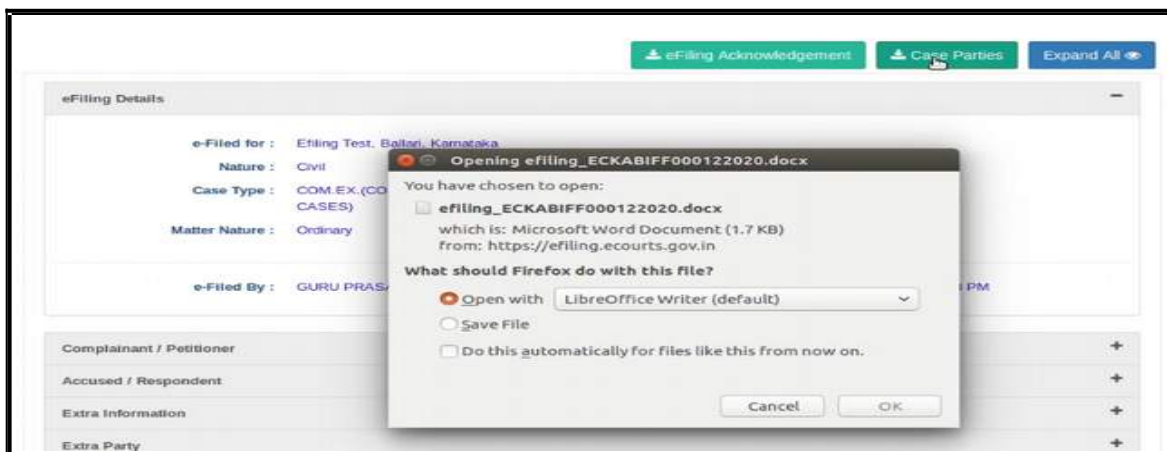 eFiling Acknowledgement Case Parties Expand All
eFiling Details
e-Filed for : Efiling Test, Ballari, Karnataka
Nature : Civil
Case Type : COM.EX.(CO
CASES)
Matter Nature : Ordinary
e-Filed By : GURU PRASA PM
Complainant / Petitioner
Accused / Respondent
Extra Information
Extra Party
Opening efiling_ECKABIFF000122020.docx
You have chosen to open:
efiling_ECKABIFF000122020.docx
which is: Microsoft Word Document (1.7 KB)
from: https://efiling.ecourts.gov.in
What should Firefox do with this file?
Open with LibreOffice Writer (default)
Save File
Do this automatically for files like this from now on.
Cancel OK